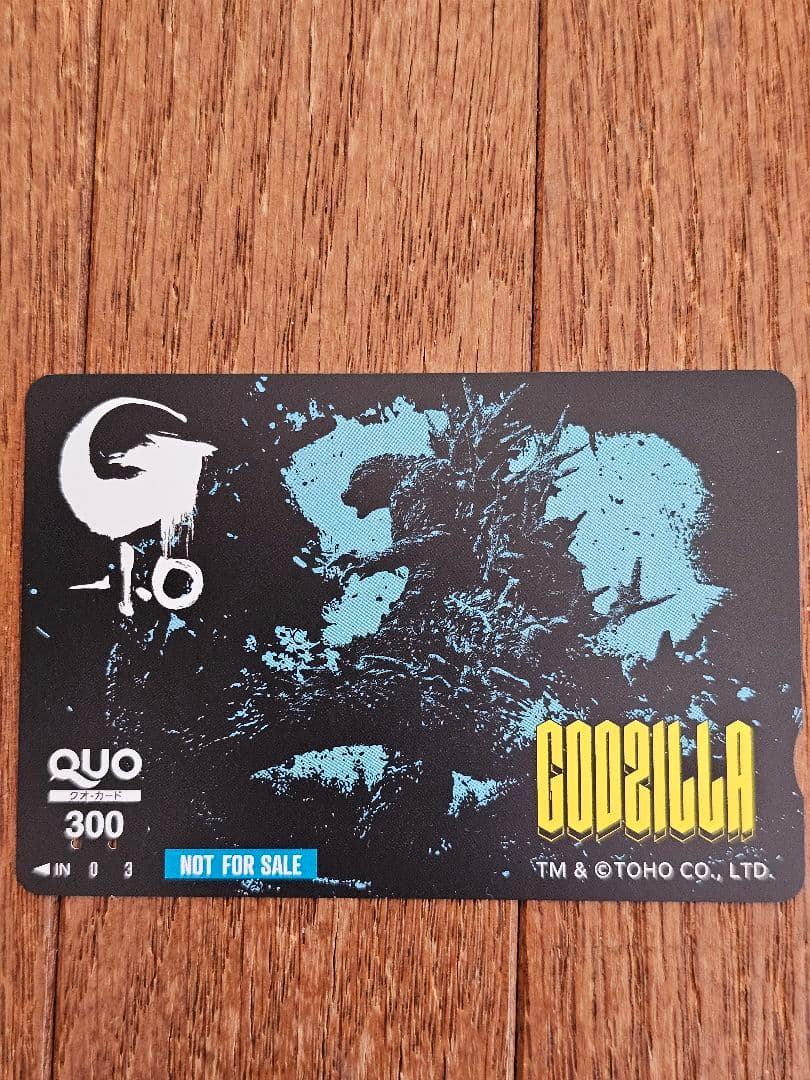 G
-1.0
QUO
クオ・カード
300
◀IN 0 3
NOT FOR SALE
GODZILLA
TM & ©TOHO CO., LTD.